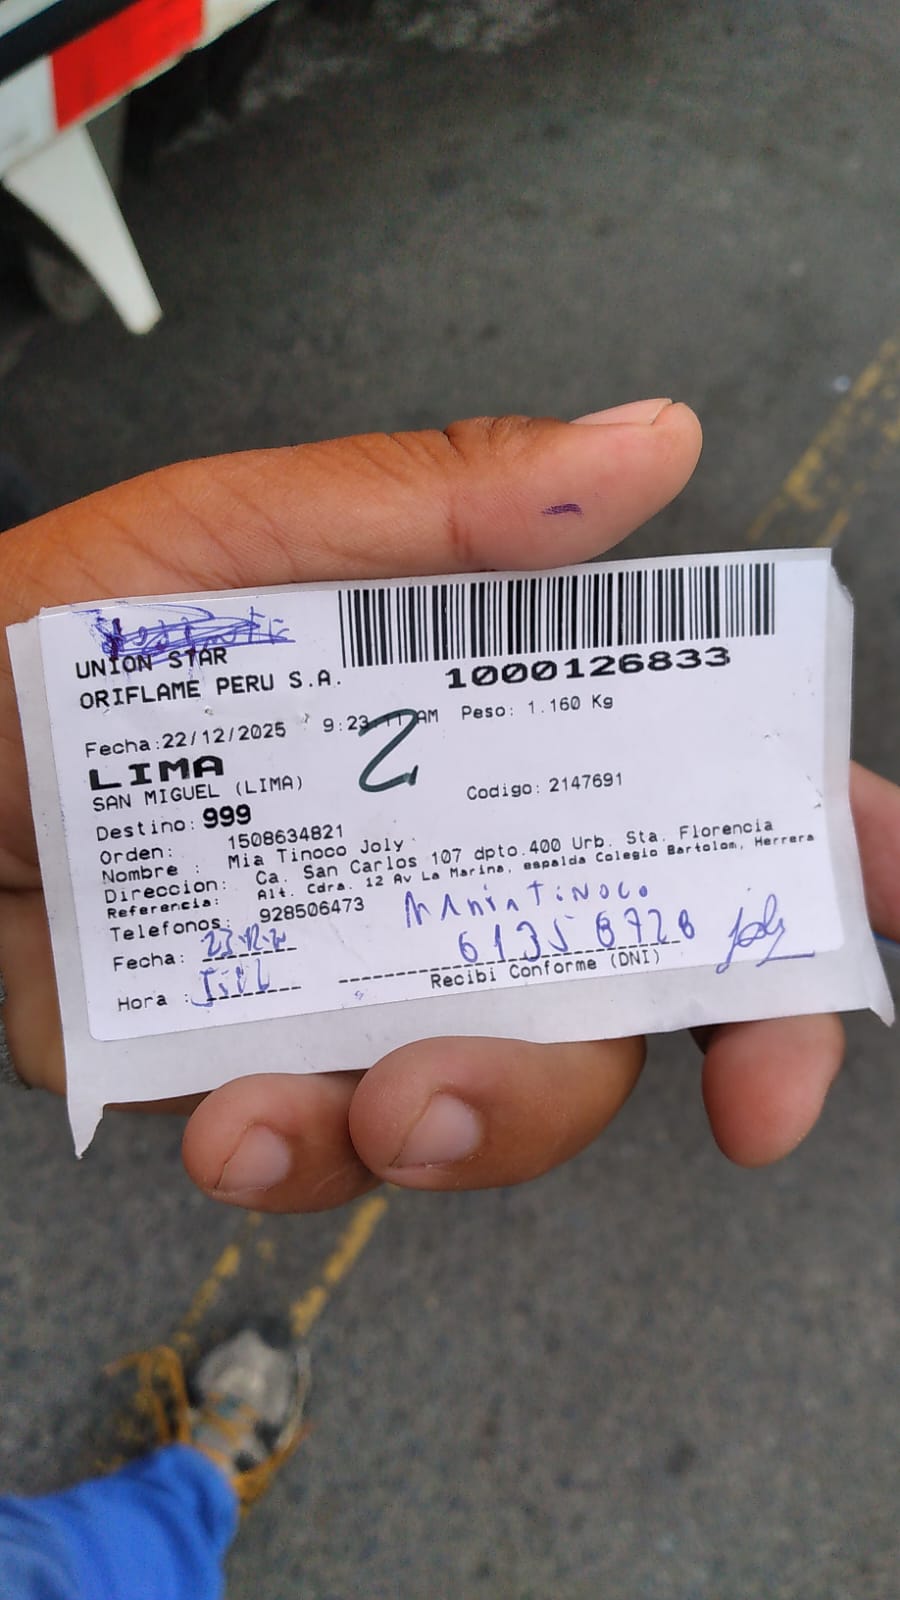 UNION STAR
ORIFLAME PERU S.A.
1000126833
Fecha:22/12/2025 9:23 AM Peso: 1.160 Kg
2
LIMA
SAN MIGUEL (LIMA)
Codigo: 2147691
Destino: 999
Orden: 1508634821
Nombre : Mia Tinoco Joly
Direccion: Ca. San Carlos 107 dpto.400 Urb. Sta. Florencia
Referencia: Alt. Cdra. 12 Av La Marina, espalda Colegio Bartolom, Herrera
Telefonos: 928506473
Tinoco
Fecha:
Recibi Conforme (DNI)
Hora :